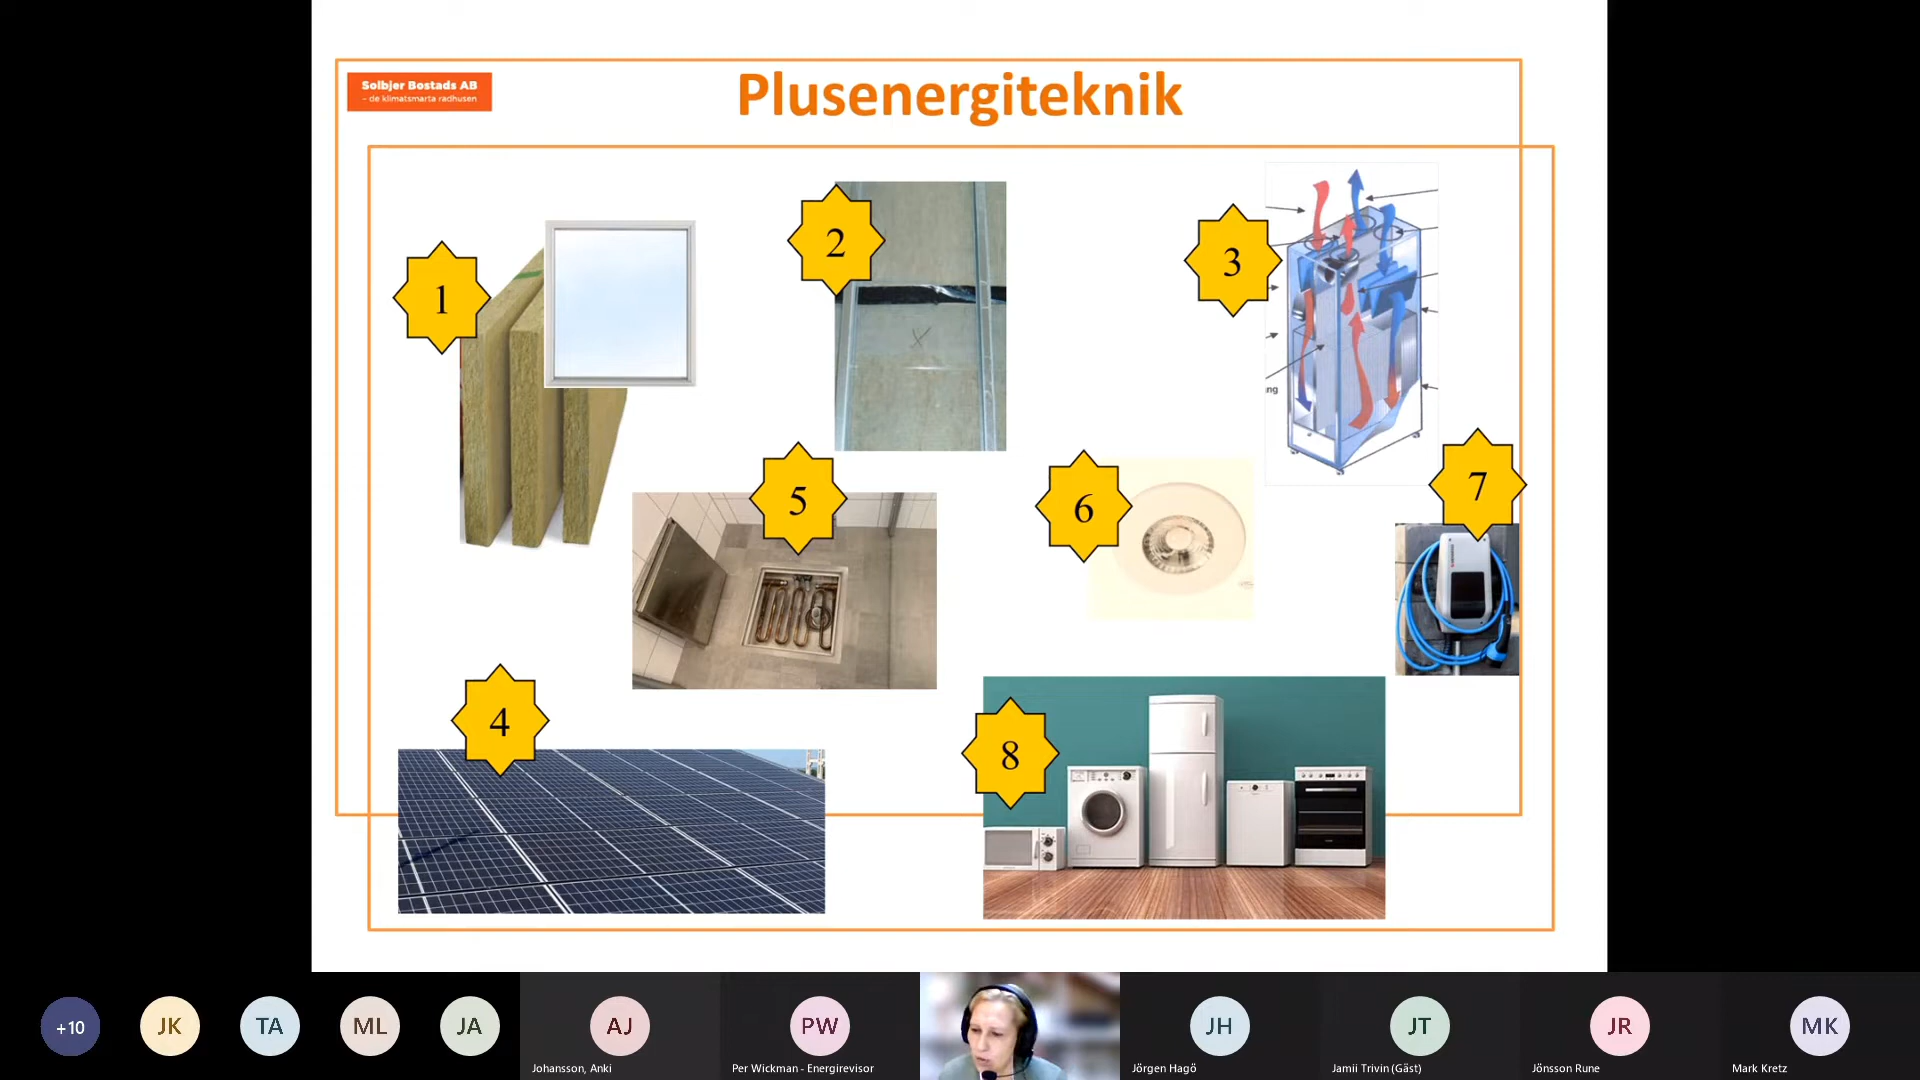 Solbjer Bostads AB
– de klimatsmarta radhusen
Plusenergiteknik
1
2
3
ng
7
5
6
4
8
+10
JK
TA
ML
JA
AJ
PW
JH
JT
JR
MK
Johansson, Anki
Per Wickman - Energirevisor
Jörgen Hagö
Jamii Trivin (Gäst)
Jönsson Rune
Mark Kretz